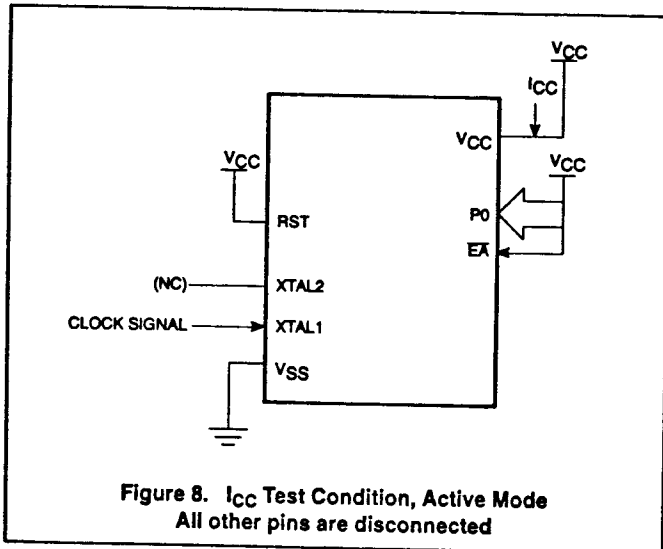 VCC
ICC
VCC
VCC
VCC
P0
RST
EA
(NC)
XTAL2
CLOCK SIGNAL
XTAL1
VSS
Figure 8. ICC Test Condition, Active Mode
All other pins are disconnected